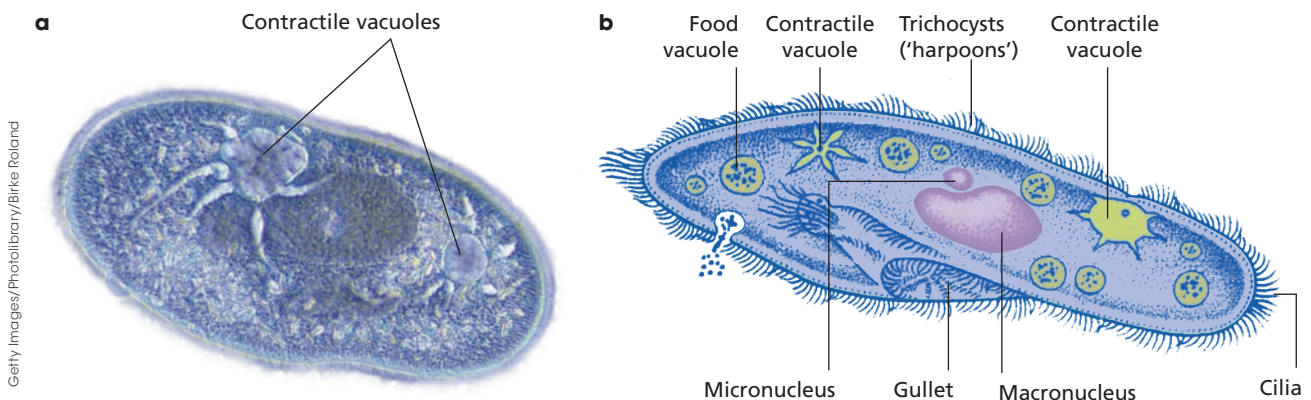 a
Contractile vacuoles
Getty Images/Photolibrary/Birke Roland
b
Food
vacuole
Contractile
vacuole
Trichocysts
(‘harpoons’)
Contractile
vacuole
Micronucleus
Gullet
Macronucleus
Cilia